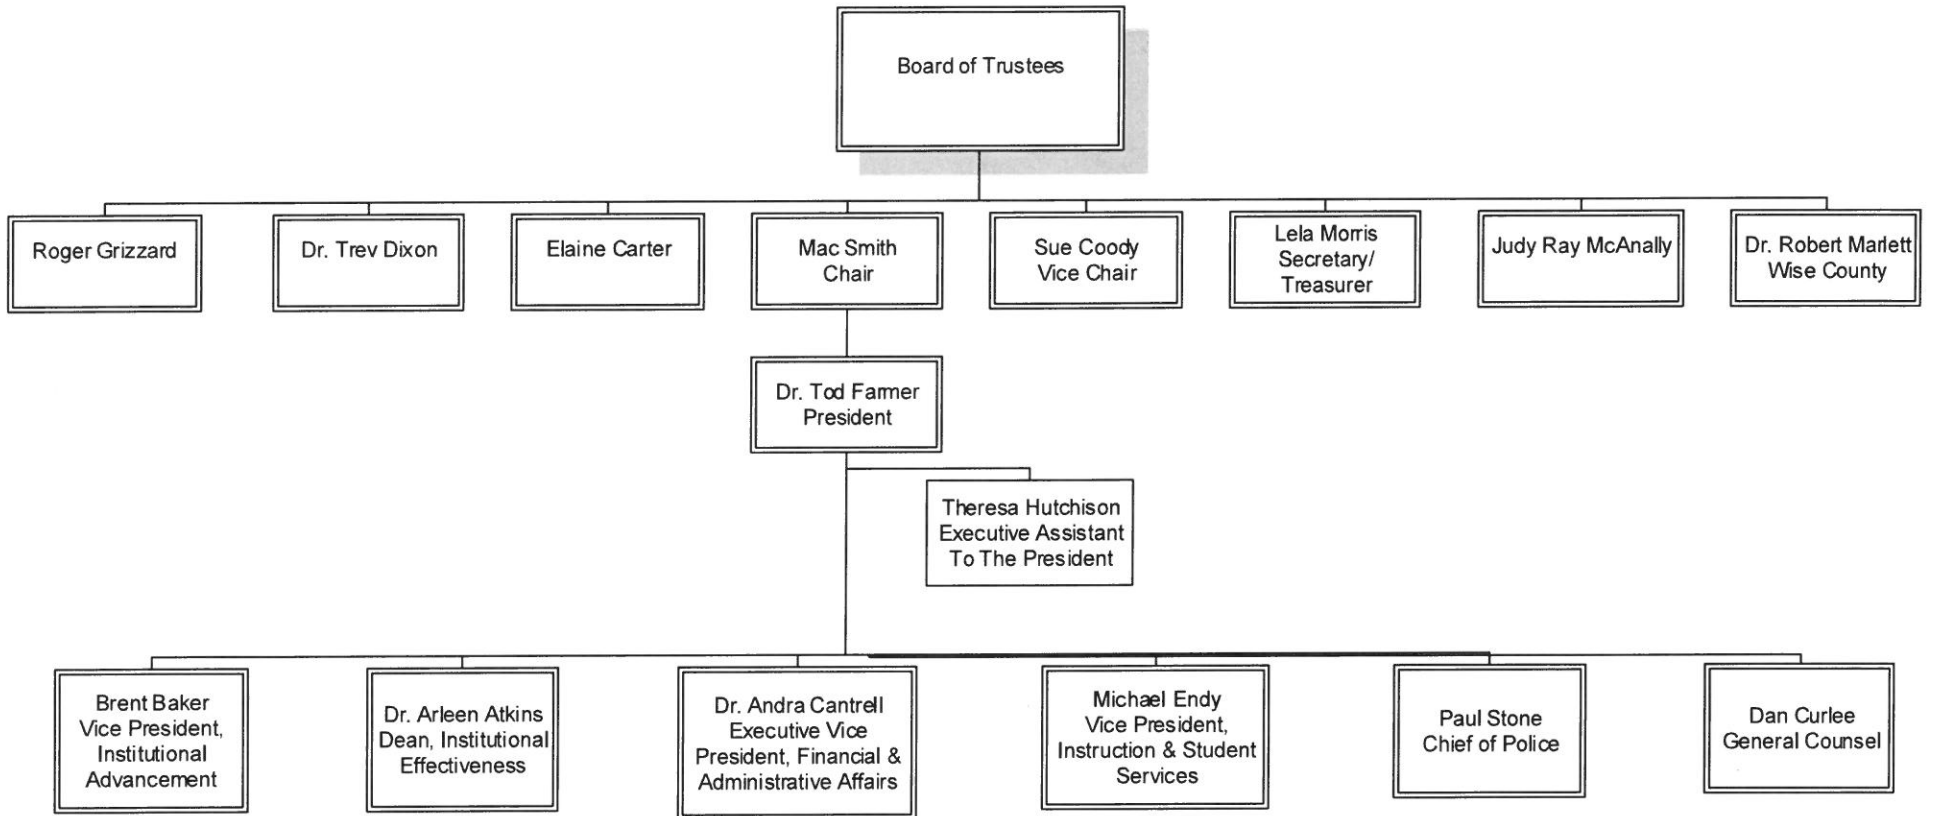 Board of Trustees
Roger Grizzard
Dr. Trev Dixon
Elaine Carter
Mac Smith
Chair
Sue Coody
Vice Chair
Lela Morris
Secretary/
Treasurer
Judy Ray McAnally
Dr. Robert Marlett
Wise County
Dr. Tod Farmer
President
Theresa Hutchison
Executive Assistant
To The President
Brent Baker
Vice President,
Institutional
Advancement
Dr. Arleen Atkins
Dean, Institutional
Effectiveness
Dr. Andra Cantrell
Executive Vice
President, Financial &
Administrative Affairs
Michael Endy
Vice President,
Instruction & Student
Services
Paul Stone
Chief of Police
Dan Curlee
General Counsel